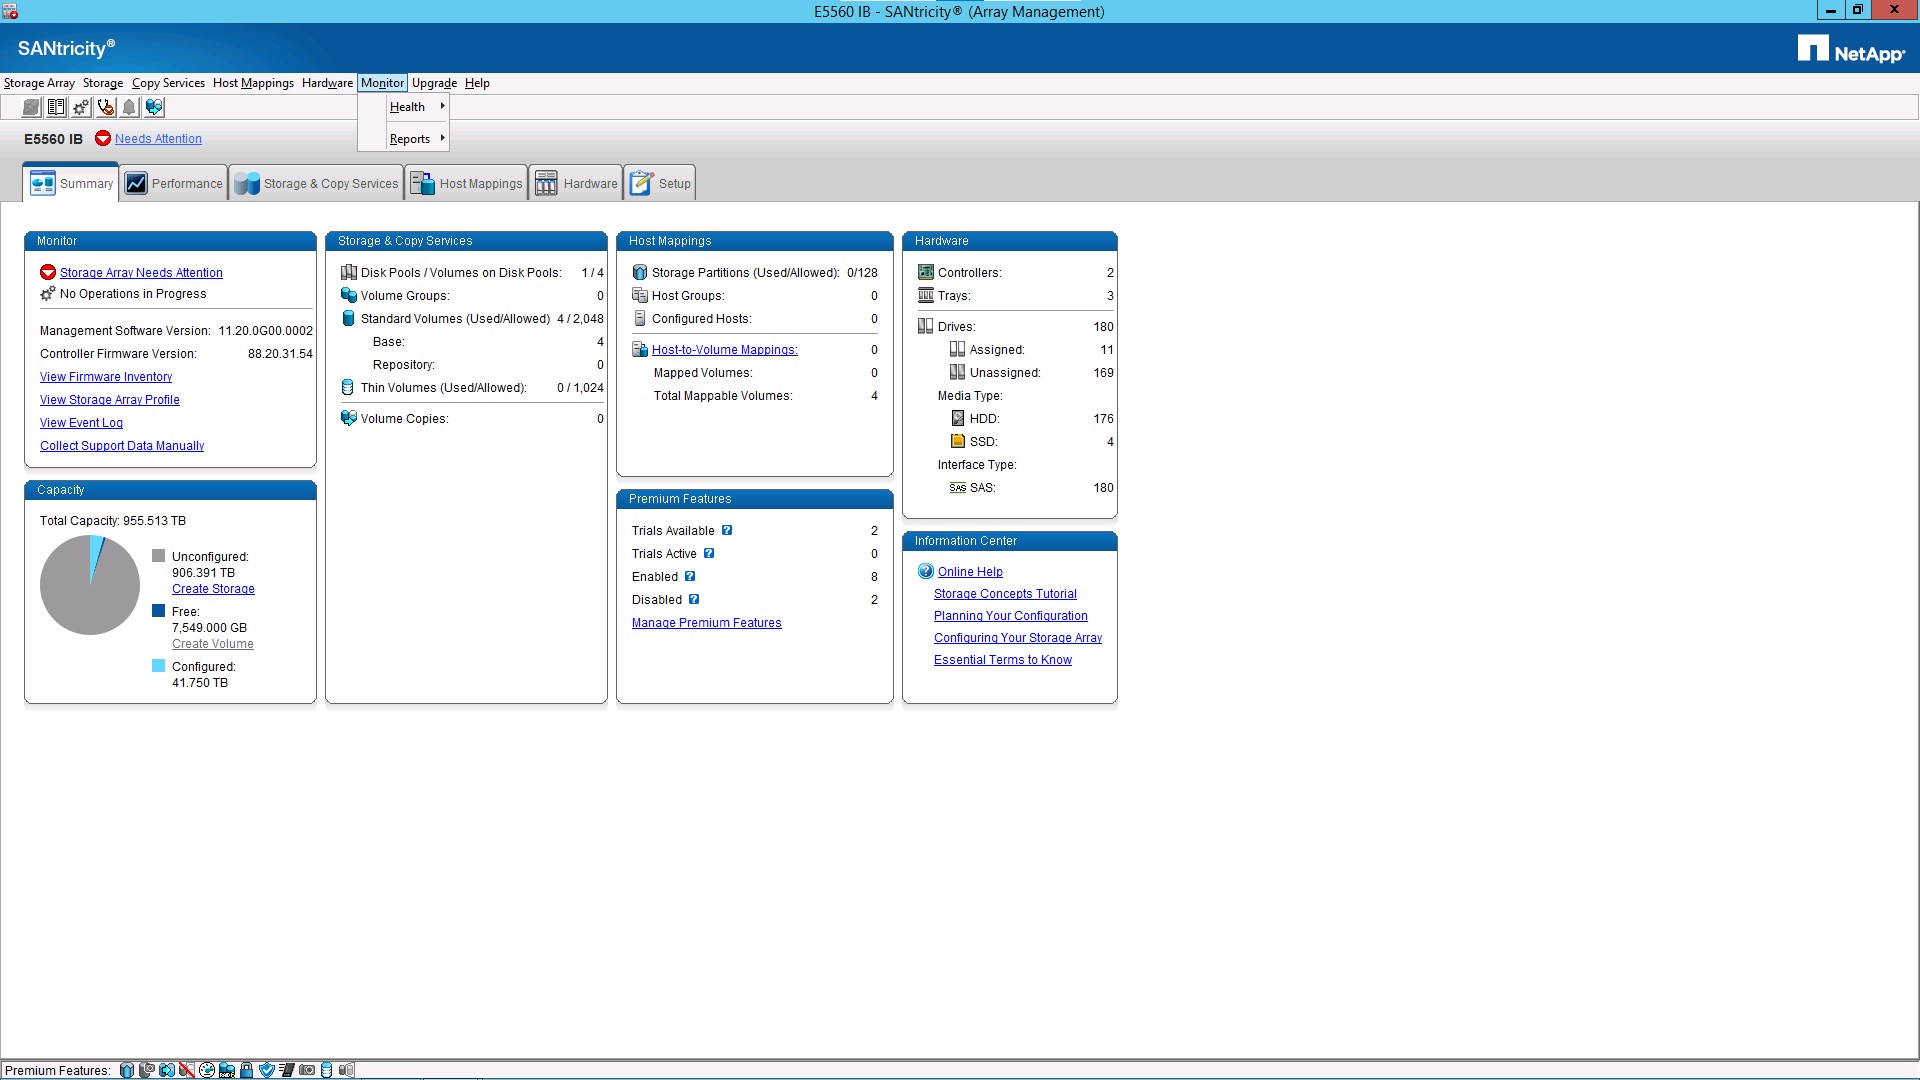 E5560 IB - SANtricity® (Array Management)
SANtricity®
NetApp®
Storage Array Storage Copy Services Host Mappings Hardware Monitor Upgrade Help
Health
Reports
E5560 IB Needs Attention
Summary Performance Storage & Copy Services Host Mappings Hardware Setup
Monitor
Storage Array Needs Attention
No Operations in Progress
Management Software Version: 11.20.0G00.0002
Controller Firmware Version: 88.20.31.54
View Firmware Inventory
View Storage Array Profile
View Event Log
Collect Support Data Manually
Capacity
Total Capacity: 955.513 TB
Unconfigured:
906.391 TB
Create Storage
Free:
7,549.000 GB
Create Volume
Configured:
41.750 TB
Storage & Copy Services
Disk Pools / Volumes on Disk Pools: 1 / 4
Volume Groups: 0
Standard Volumes (Used/Allowed) 4 / 2,048
Base: 4
Repository: 0
Thin Volumes (Used/Allowed): 0 / 1,024
Volume Copies: 0
Host Mappings
Storage Partitions (Used/Allowed): 0/128
Host Groups: 0
Configured Hosts: 0
Host-to-Volume Mappings: 0
Mapped Volumes: 0
Total Mappable Volumes: 4
Premium Features
Trials Available 2
Trials Active 0
Enabled 8
Disabled 2
Manage Premium Features
Hardware
Controllers: 2
Trays: 3
Drives: 180
Assigned: 11
Unassigned: 169
Media Type:
HDD: 176
SSD: 4
Interface Type:
SAS SAS: 180
Information Center
Online Help
Storage Concepts Tutorial
Planning Your Configuration
Configuring Your Storage Array
Essential Terms to Know
Premium Features: